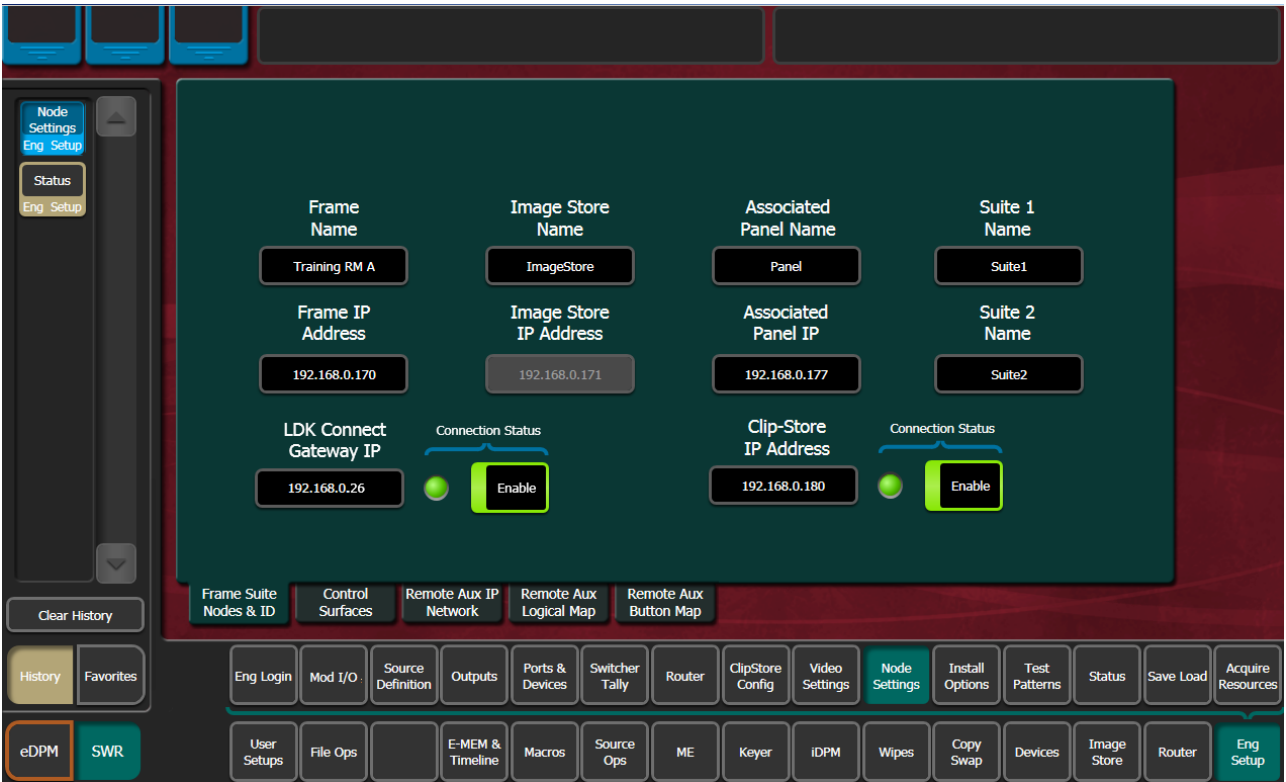 Node
Settings
Eng Setup
Status
Eng Setup
Frame
Name
Image Store
Name
Associated
Panel Name
Suite 1
Name
Training RM A
ImageStore
Panel
Suite1
Frame IP
Address
Image Store
IP Address
Associated
Panel IP
Suite 2
Name
192.168.0.170
192.168.0.171
192.168.0.177
Suite2
LDK Connect
Gateway IP
Connection Status
Clip-Store
IP Address
Connection Status
192.168.0.26
Enable
192.168.0.180
Enable
Frame Suite
Nodes & ID
Control
Surfaces
Remote Aux IP
Network
Remote Aux
Logical Map
Remote Aux
Button Map
Clear History
History
Favorites
Eng Login
Mod I/O
Source
Definition
Outputs
Ports &
Devices
Switcher
Tally
Router
ClipStore
Config
Video
Settings
Node
Settings
Install
Options
Test
Patterns
Status
Save Load
Acquire
Resources
eDPM
SWR
User
Setups
File Ops
E-MEM &
Timeline
Macros
Source
Ops
ME
Keyer
iDPM
Wipes
Copy
Swap
Devices
Image
Store
Router
Eng
Setup